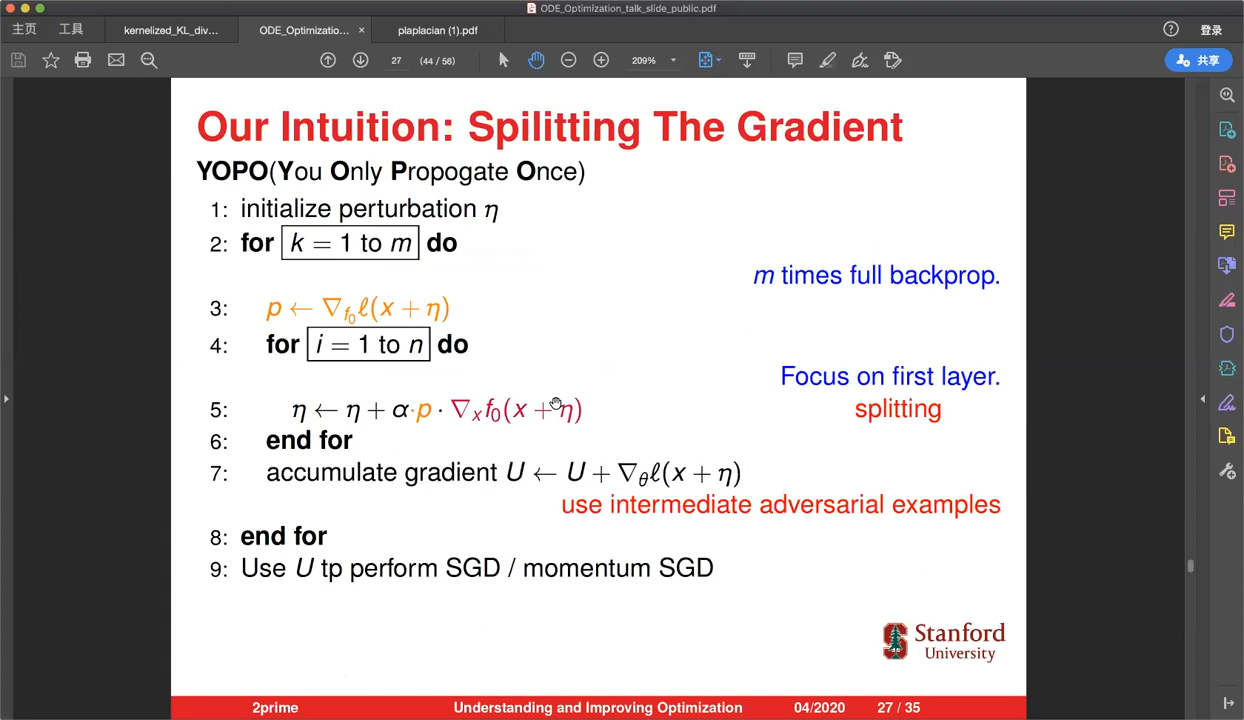 ODE_Optimization_talk_slide_public.pdf
主页 工具 kernelized_KL_div... ODE_Optimizatio... × plaplacian (1).pdf 登录
27 (44 / 56) 209% 共享
Our Intuition: Spilitting The Gradient
YOPO(You Only Propogate Once)
1: initialize perturbation η
2: for k = 1 to m do
m times full backprop.
3: p ← ∇_{f_0} ℓ(x + η)
4: for i = 1 to n do
Focus on first layer.
5: η ← η + α·p · ∇_x f_0(x + η)
splitting
6: end for
7: accumulate gradient U ← U + ∇_θ ℓ(x + η)
use intermediate adversarial examples
8: end for
9: Use U tp perform SGD / momentum SGD
Stanford
University
2prime Understanding and Improving Optimization 04/2020 27 / 35